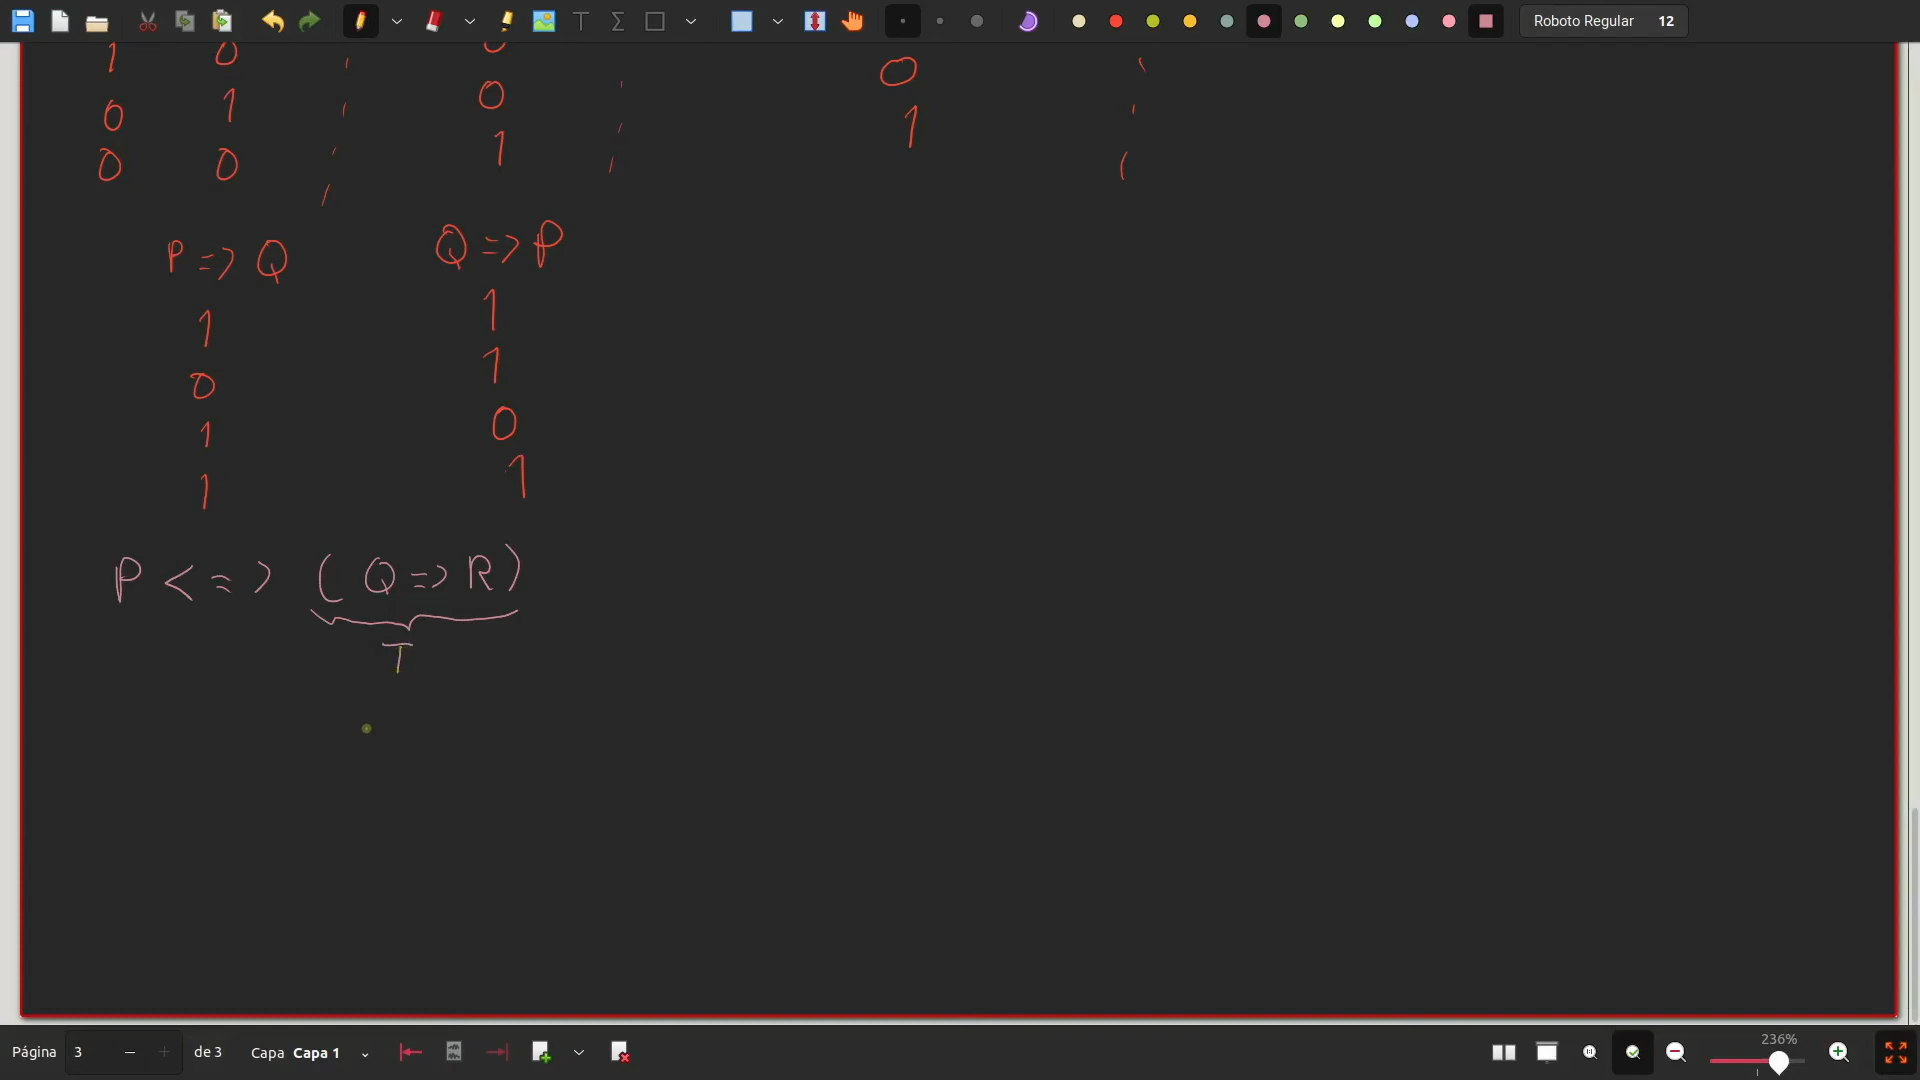 Roboto Regular 12
1 0 0
0 1 0 0
0 0 1 1
P => Q Q => P
1 1
0 1
1 0
1 1
P <=> ( Q => R )
T
Página 3 de 3 Capa Capa 1 236%